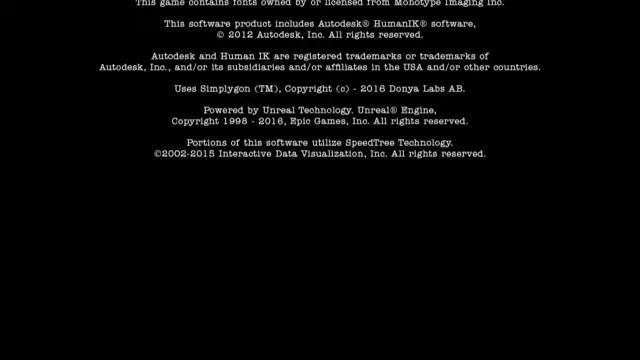 This game contains fonts owned by or licensed from Monotype Imaging Inc.
This software product includes Autodesk® HumanIK® software,
© 2012 Autodesk, Inc. All rights reserved.
Autodesk and Human IK are registered trademarks or trademarks of
Autodesk, Inc., and/or its subsidiaries and/or affiliates in the USA and/or other countries.
Uses Simplygon (TM), Copyright (c) - 2016 Donya Labs AB.
Powered by Unreal Technology. Unreal® Engine,
Copyright 1998 - 2016, Epic Games, Inc. All rights reserved.
Portions of this software utilize SpeedTree Technology.
©2002-2015 Interactive Data Visualization, Inc. All rights reserved.